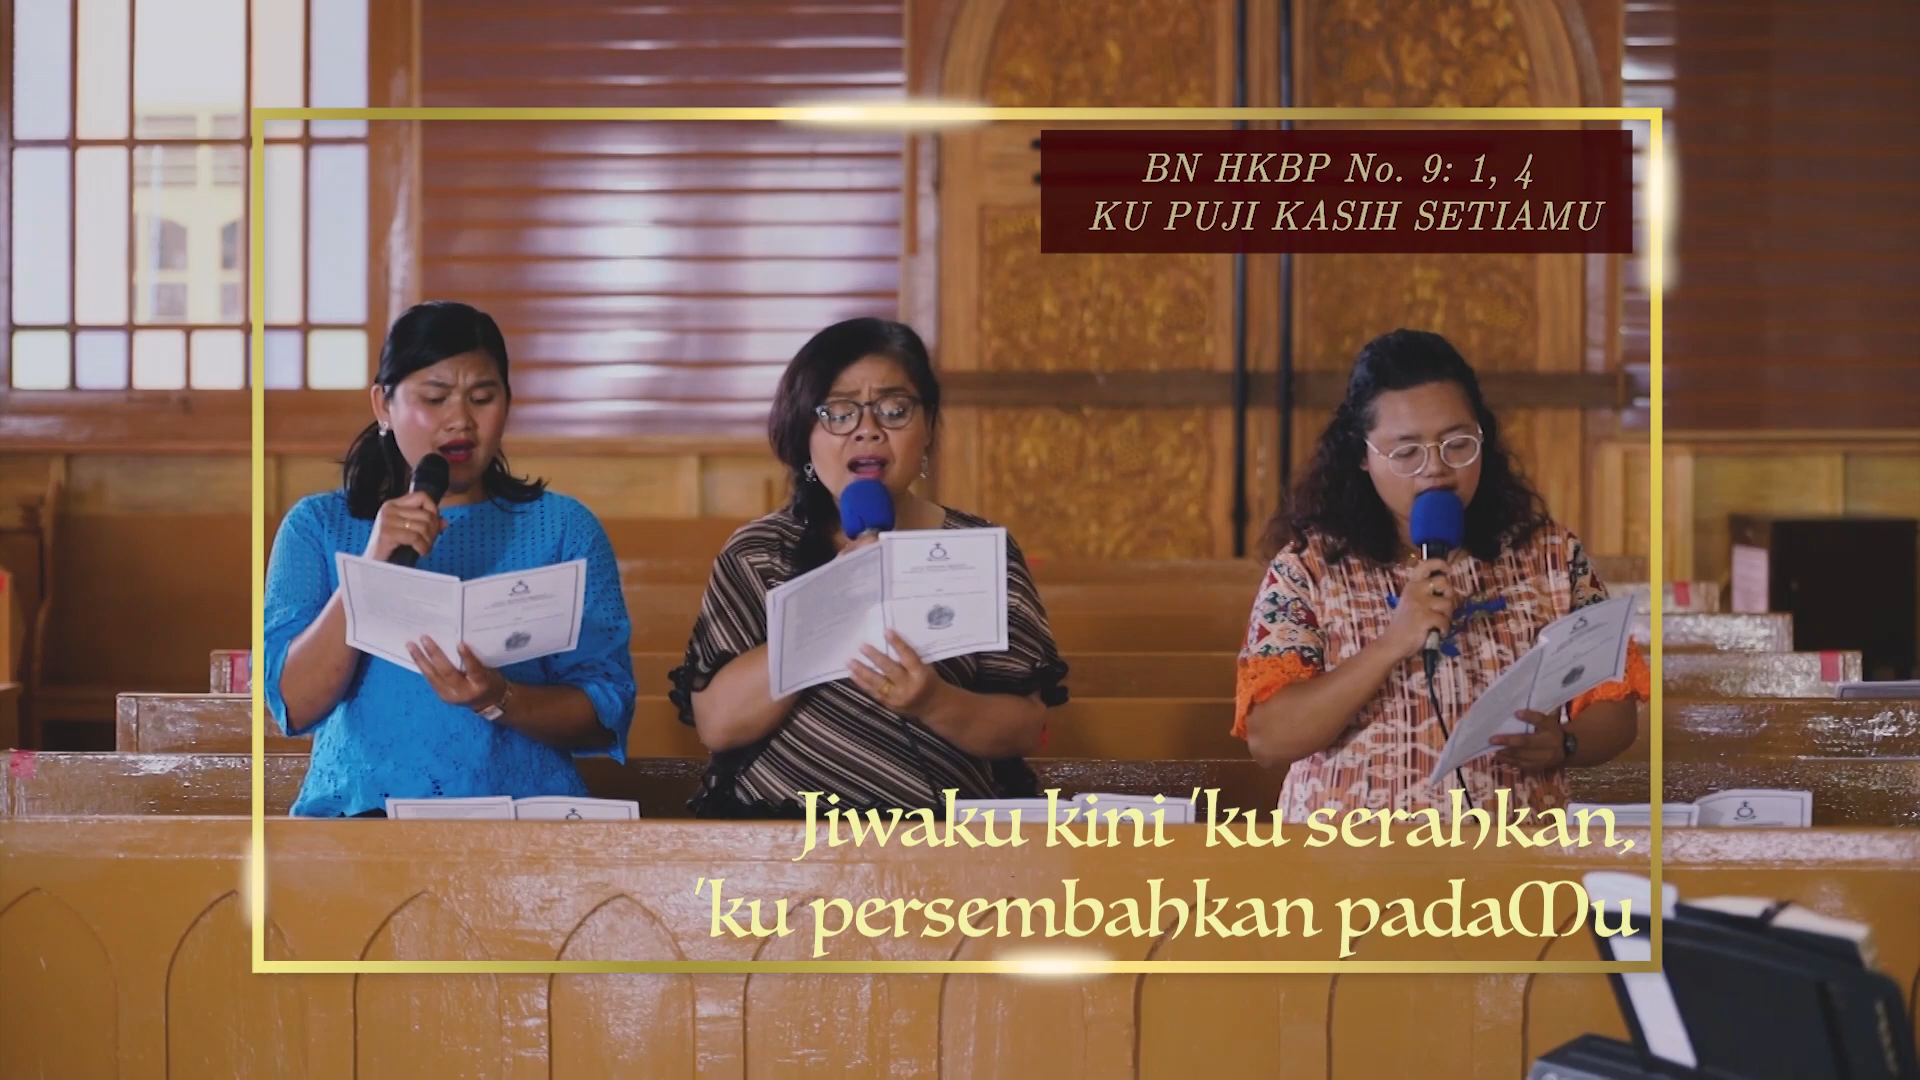 BN HKBP No. 9: 1, 4
KU PUJI KASIH SETIAMU
Jiwaku kini 'ku serahkan,
'ku persembahkan padaMu